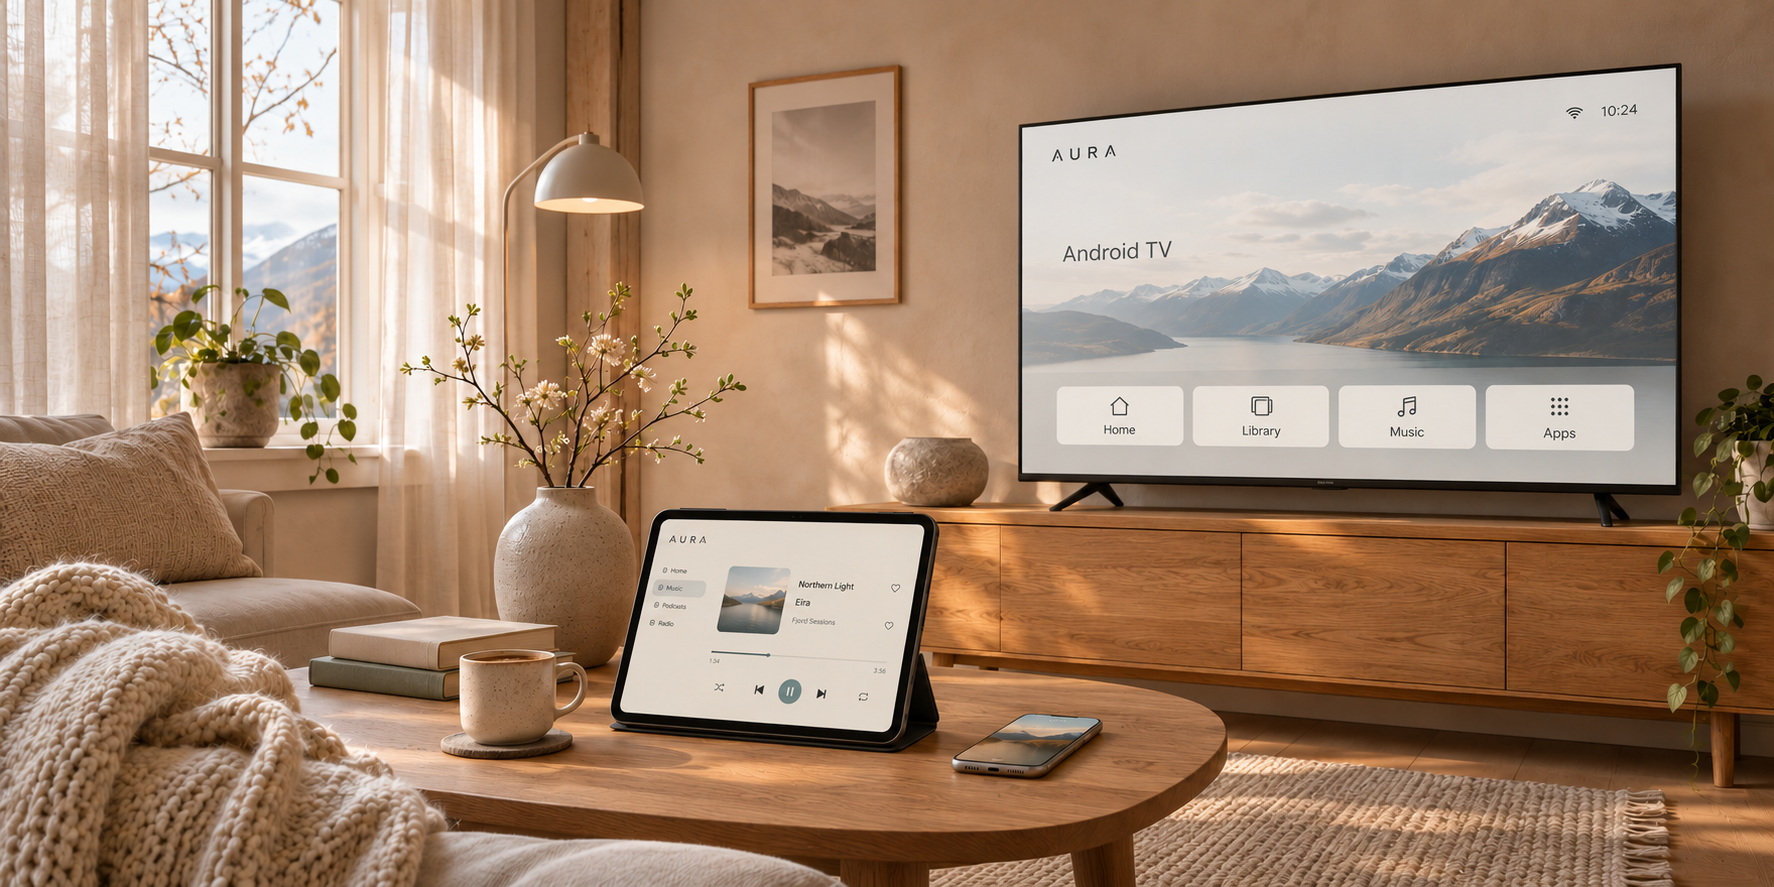 AURA
10:24
Android TV
Home
Library
Music
Apps
AURA
Home
Music
Podcasts
Radio
Northern Light
Eira
Fjord Sessions
1:34
3:56